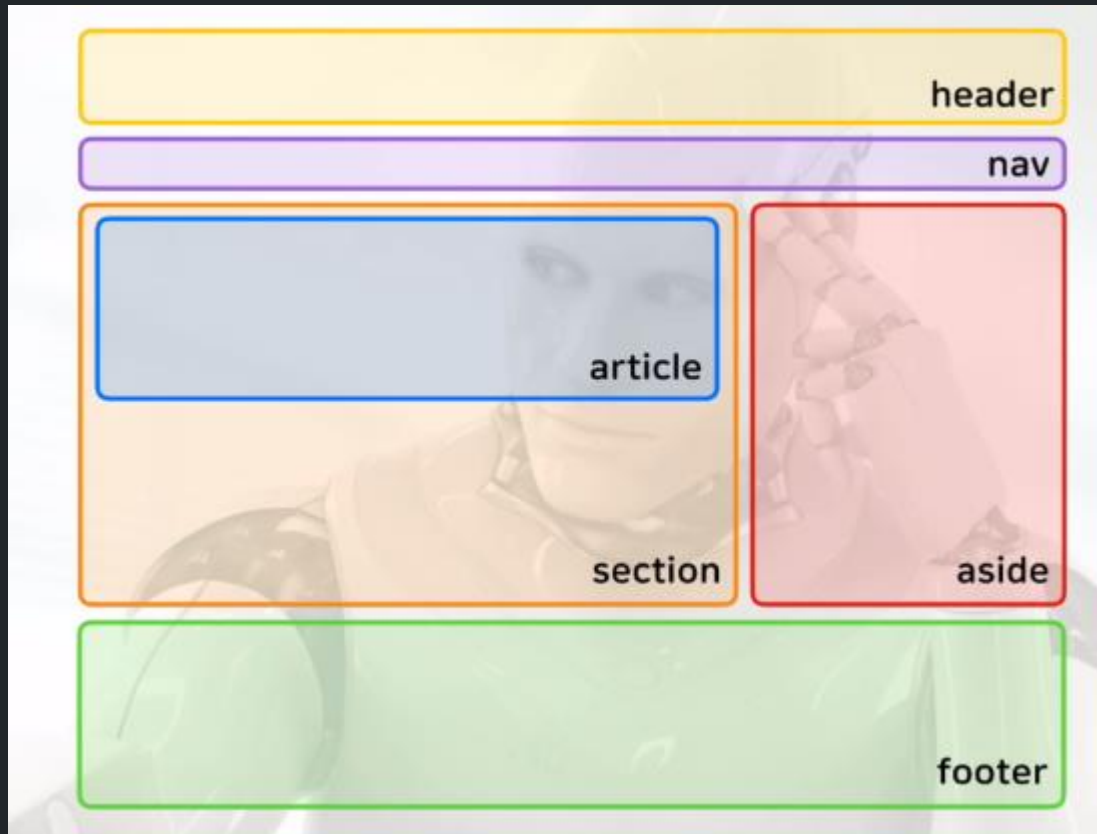 header
nav
article
section
aside
footer